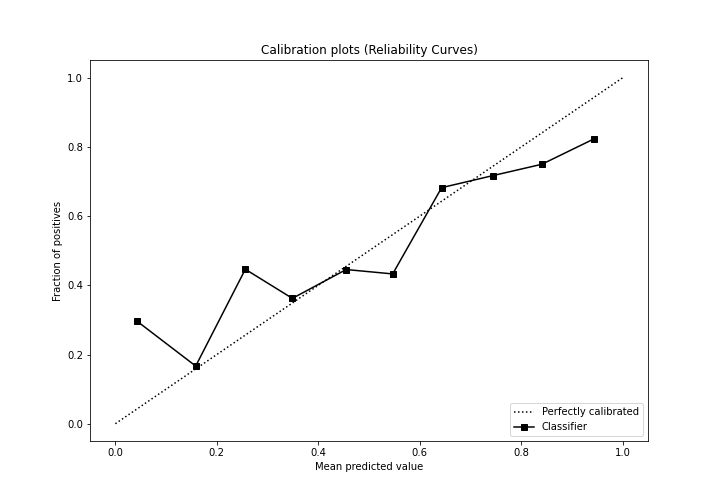 Calibration plots (Reliability Curves)
1.0
0.8
0.6
0.4
0.2
0.0
Fraction of positives
0.0 0.2 0.4 0.6 0.8 1.0
Mean predicted value
Perfectly calibrated
Classifier